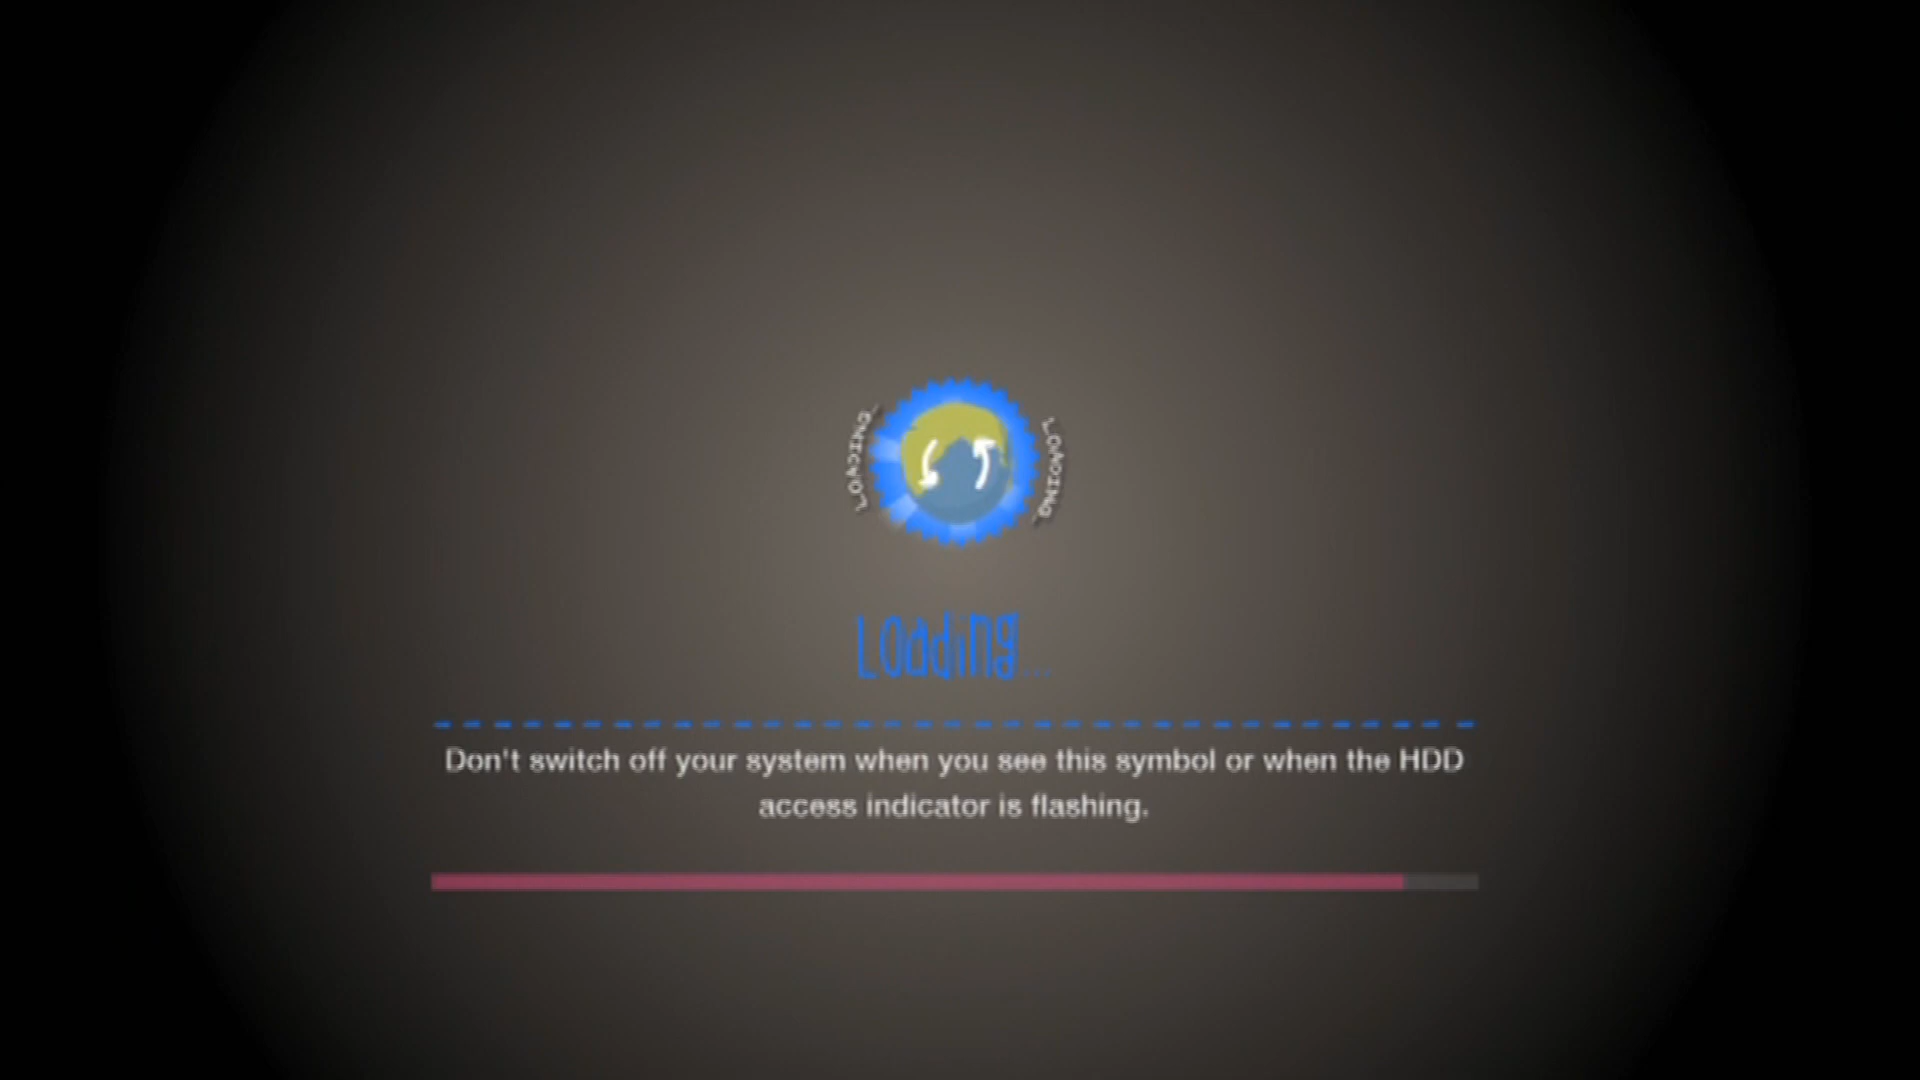 LOADING
LOADING
Loading...
Don't switch off your system when you see this symbol or when the HDD
access indicator is flashing.